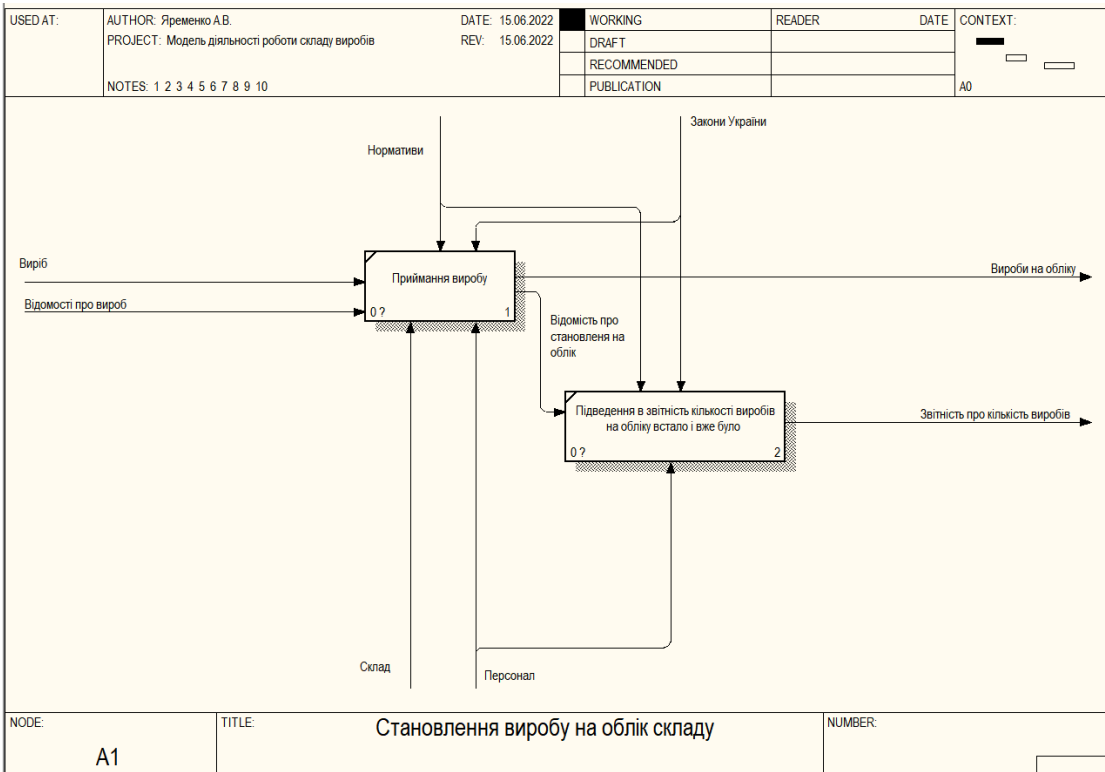 USED AT:
AUTHOR: Яременко А.В.
DATE: 15.06.2022
WORKING
READER
DATE
CONTEXT:
PROJECT: Модель діяльності роботи складу виробів
REV: 15.06.2022
DRAFT
RECOMMENDED
NOTES: 1 2 3 4 5 6 7 8 9 10
PUBLICATION
A0
Закони України
Нормативи
Виріб
Приймання виробу
Вироби на обліку
Відомості про вироб
0 ?
1
Відомість про
становленя на
облік
Підведення в звітність кількості виробів
на обліку встало і вже було
Звітність про кількість виробів
0 ?
2
Склад
Персонал
NODE:
TITLE:
Становлення виробу на облік складу
NUMBER:
A1